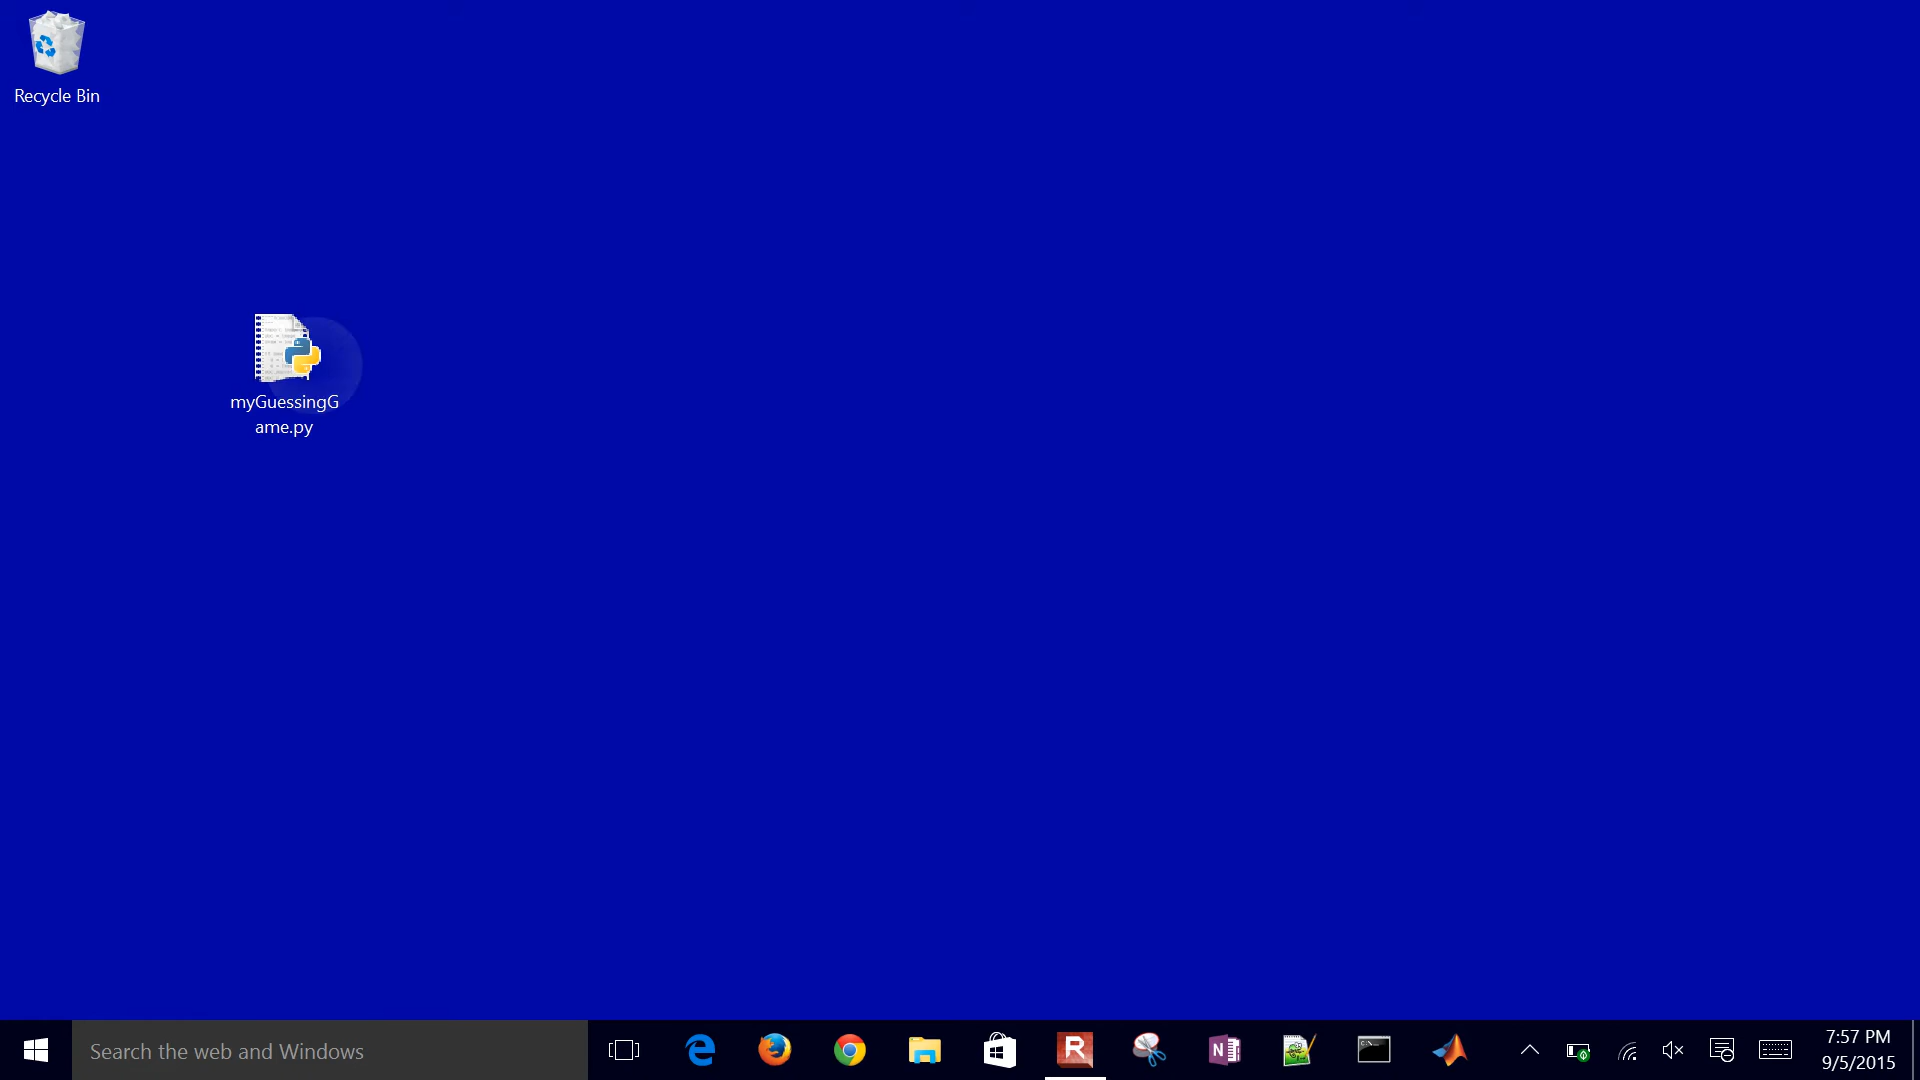 Recycle Bin
myGuessingG
ame.py
Search the web and Windows
R
N
C:\
7:57 PM
9/5/2015